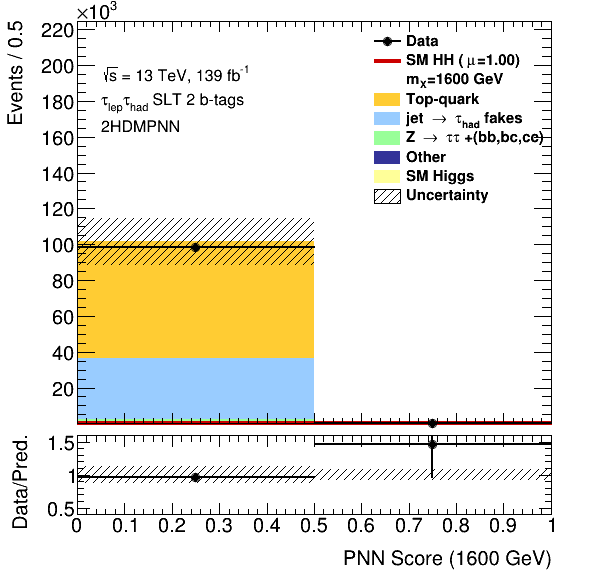 ×10³
Events / 0.5
220
200
180
160
140
120
100
80
60
40
20
√s = 13 TeV, 139 fb⁻¹
τlepτhad SLT 2 b-tags
2HDMPNN
Data
SM HH ( μ=1.00)
mX=1600 GeV
Top-quark
jet → τhad fakes
Z → ττ +(bb,bc,ce)
Other
SM Higgs
Uncertainty
Data/Pred.
1.5
1
0.5
0 0.1 0.2 0.3 0.4 0.5 0.6 0.7 0.8 0.9 1
PNN Score (1600 GeV)